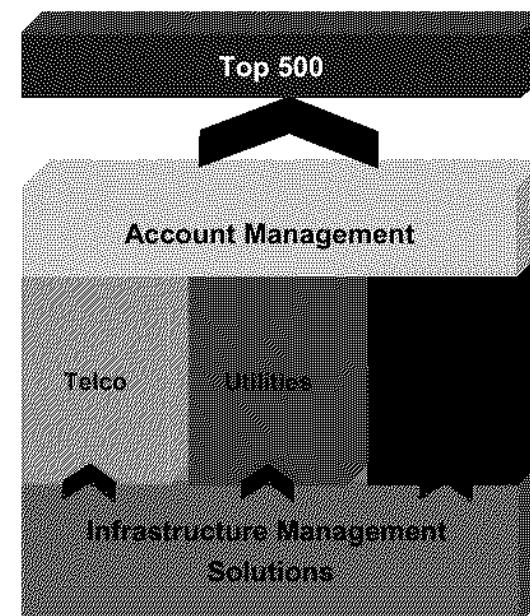 Top 500
Account Management
Telco
Utilities
Infrastructure Management
Solutions